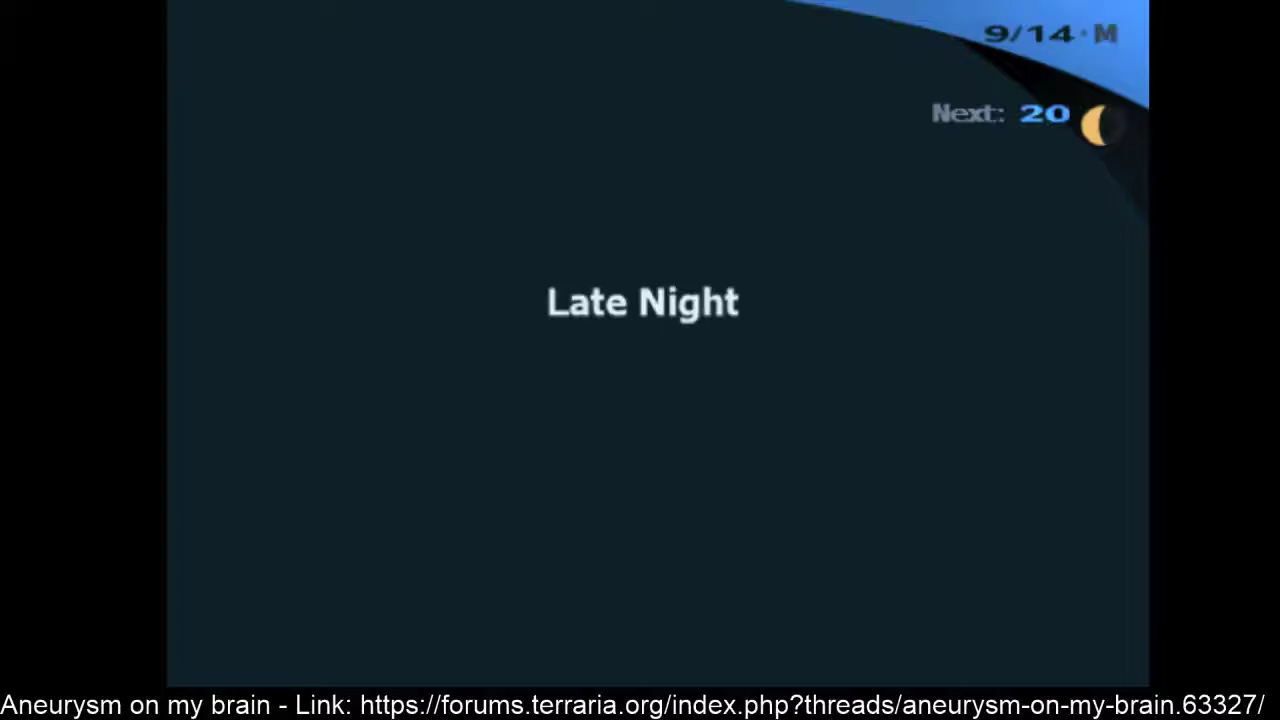 9/14·M
Next: 20
Late Night
Aneurysm on my brain - Link: https://forums.terraria.org/index.php?threads/aneurysm-on-my-brain.63327/